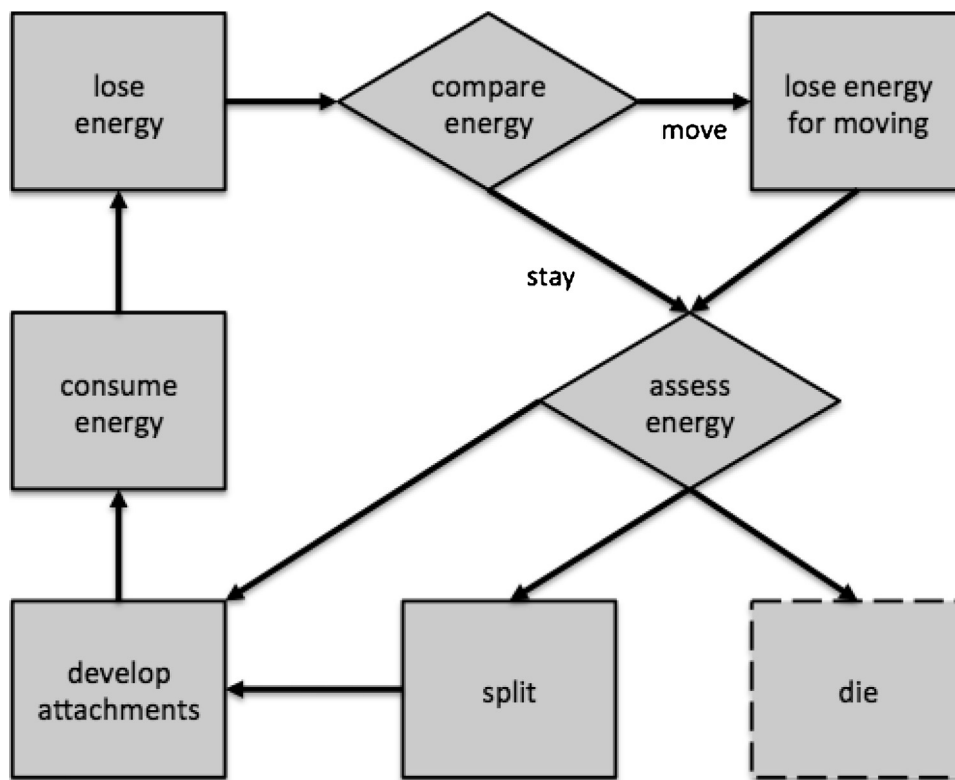 lose
energy
compare
energy
move
lose energy
for moving
stay
consume
energy
assess
energy
develop
attachments
split
die